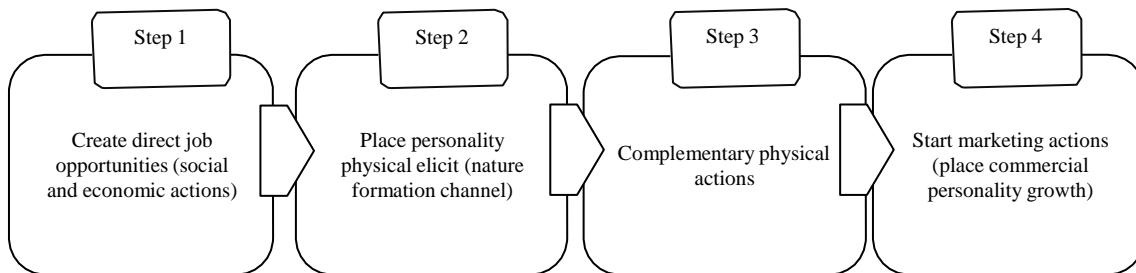 Step 1
Create direct job
opportunities (social
and economic actions)
Step 2
Place personality
physical elicit (nature
formation channel)
Step 3
Complementary physical
actions
Step 4
Start marketing actions
(place commercial
personality growth)